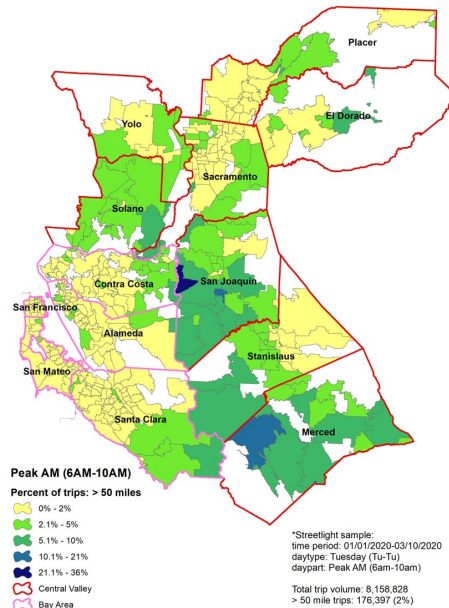 Placer
El Dorado
Yolo
Sacramento
Solano
Contra Costa
San Joaquin
San Francisco
Alameda
Stanislaus
San Mateo
Santa Clara
Merced
Peak AM (6AM-10AM)
Percent of trips: > 50 miles
0% - 2%
2.1% - 5%
5.1% - 10%
10.1% - 21%
21.1% - 36%
Central Valley
Bay Area
*Streetlight sample:
time period: 01/01/2020-03/10/2020
daytype: Tuesday (Tu-Tu)
daypart: Peak AM (6am-10am)
Total trip volume: 8,158,828
> 50 mile trips: 176,397 (2%)